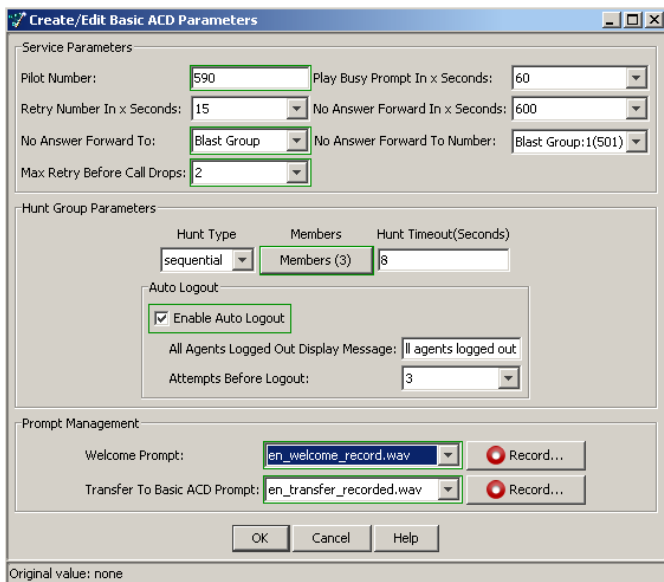 Create/Edit Basic ACD Parameters
Service Parameters
Pilot Number: 590 Play Busy Prompt In x Seconds: 60
Retry Number In x Seconds: 15 No Answer Forward In x Seconds: 600
No Answer Forward To: Blast Group No Answer Forward To Number: Blast Group:1(501)
Max Retry Before Call Drops: 2
Hunt Group Parameters
Hunt Type Members Hunt Timeout(Seconds)
sequential Members (3) 8
Auto Logout
Enable Auto Logout
All Agents Logged Out Display Message: ll agents logged out
Attempts Before Logout: 3
Prompt Management
Welcome Prompt: en_welcome_record.wav Record...
Transfer To Basic ACD Prompt: en_transfer_recorded.wav Record...
OK Cancel Help
Original value: none